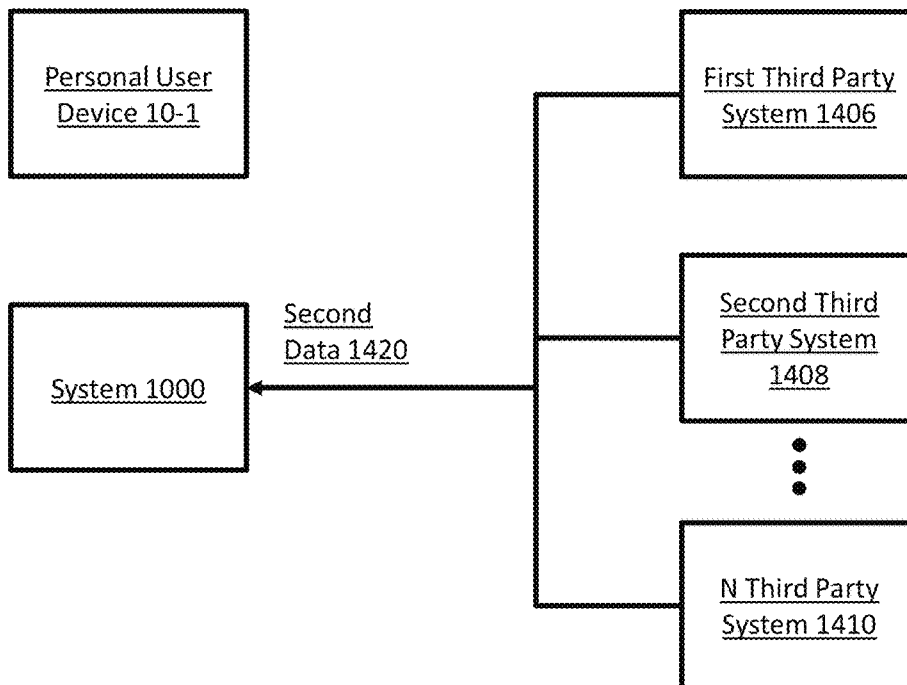 Personal User
Device 10-1
First Third Party
System 1406
Second Third
Party System
1408
Second
Data 1420
System 1000
N Third Party
System 1410